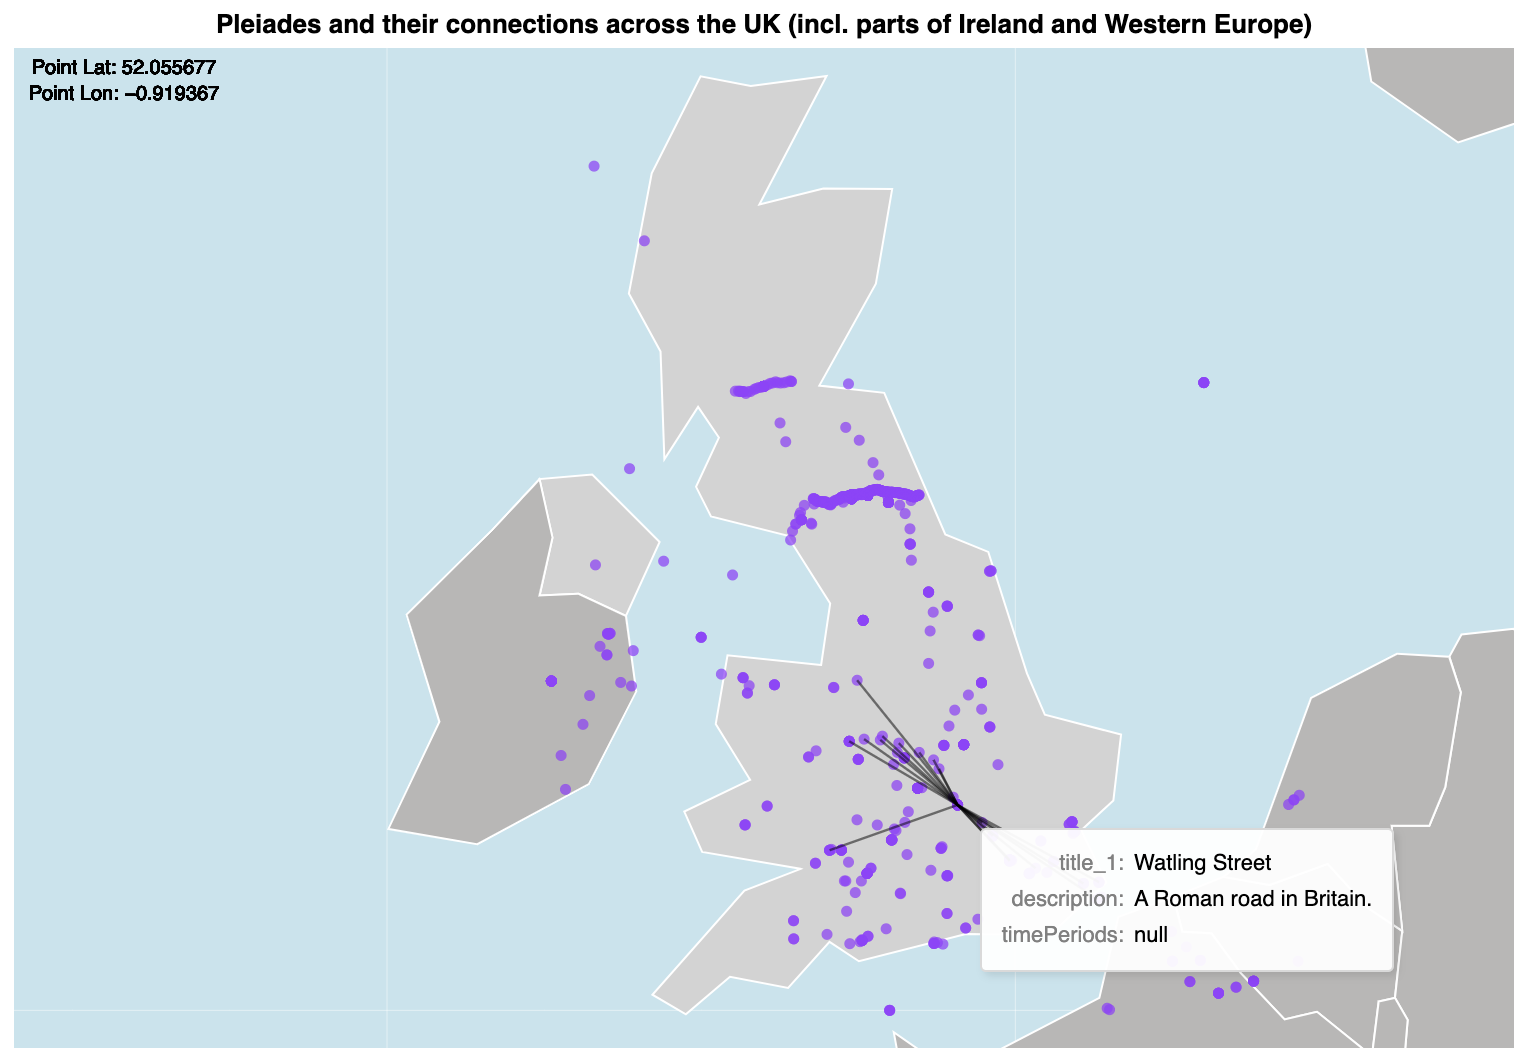 Pleiades and their connections across the UK (incl. parts of Ireland and Western Europe)
Point Lat: 52.055677
Point Lon: –0.919367
title_1: Watling Street
description: A Roman road in Britain.
timePeriods: null